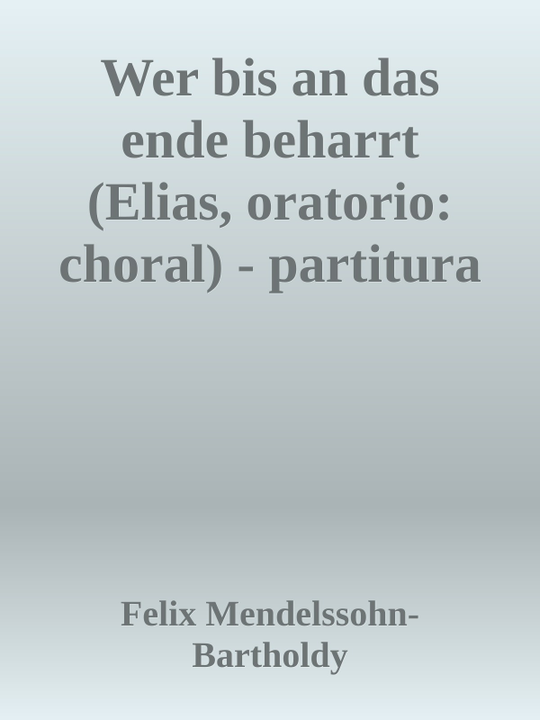 Wer bis an das
ende beharrt
(Elias, oratorio:
choral) - partitura
Felix Mendelssohn-
Bartholdy